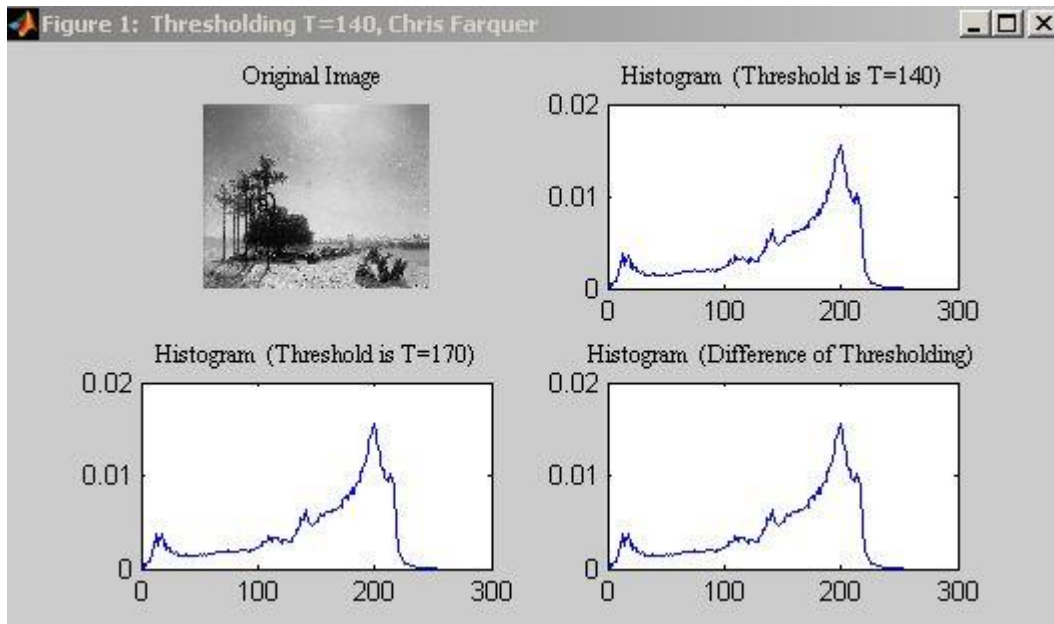 Figure 1: Thresholding T=140, Chris Farquer
Original Image
Histogram (Threshold is T=140)
0.02
0.01
0
0 100 200 300
Histogram (Threshold is T=170)
0.02
0.01
0
0 100 200 300
Histogram (Difference of Thresholding)
0.02
0.01
0
0 100 200 300